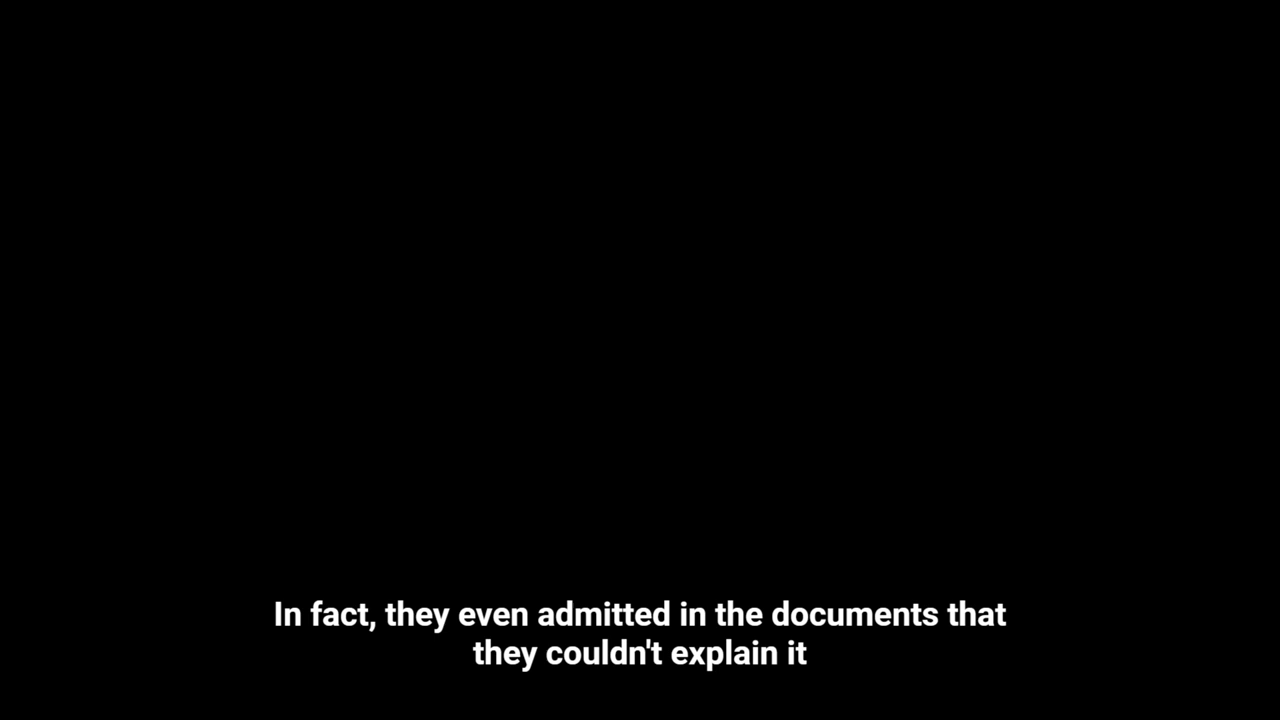 In fact, they even admitted in the documents that
they couldn't explain it